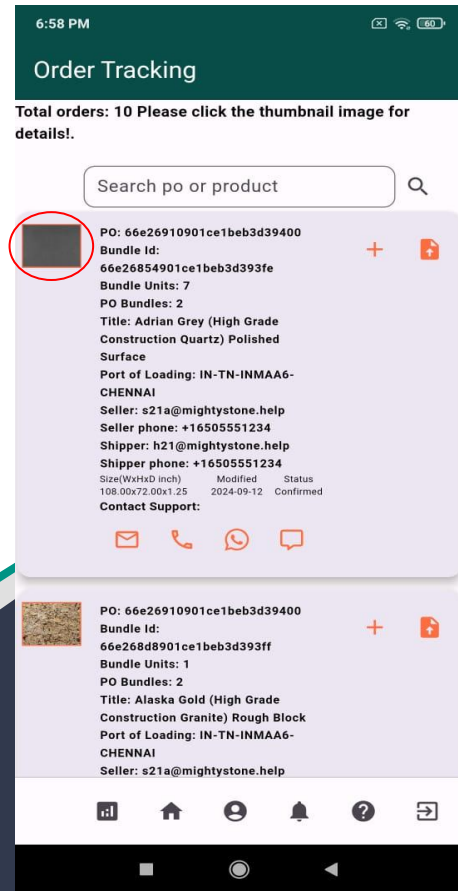 6:58 PM
60
Order Tracking
Total orders: 10 Please click the thumbnail image for
details!.
Search po or product
PO: 66e26910901ce1beb3d39400
Bundle Id:
66e26854901ce1beb3d393fe
Bundle Units: 7
PO Bundles: 2
Title: Adrian Grey (High Grade
Construction Quartz) Polished
Surface
Port of Loading: IN-TN-INMAA6-
CHENNAI
Seller: s21a@mightystone.help
Seller phone: +16505551234
Shipper: h21@mightystone.help
Shipper phone: +16505551234
Size(WxHxD inch) Modified Status
108.00x72.00x1.25 2024-09-12 Confirmed
Contact Support:
PO: 66e26910901ce1beb3d39400
Bundle Id:
66e268d8901ce1beb3d393ff
Bundle Units: 1
PO Bundles: 2
Title: Alaska Gold (High Grade
Construction Granite) Rough Block
Port of Loading: IN-TN-INMAA6-
CHENNAI
Seller: s21a@mightystone.help